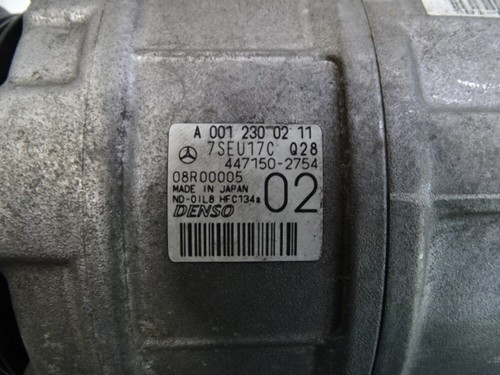 A 001 230 02 11
7SEU17C Q28
447150-2754
08R00005
MADE IN JAPAN
ND-OIL8 HFC134a
02
DENSO